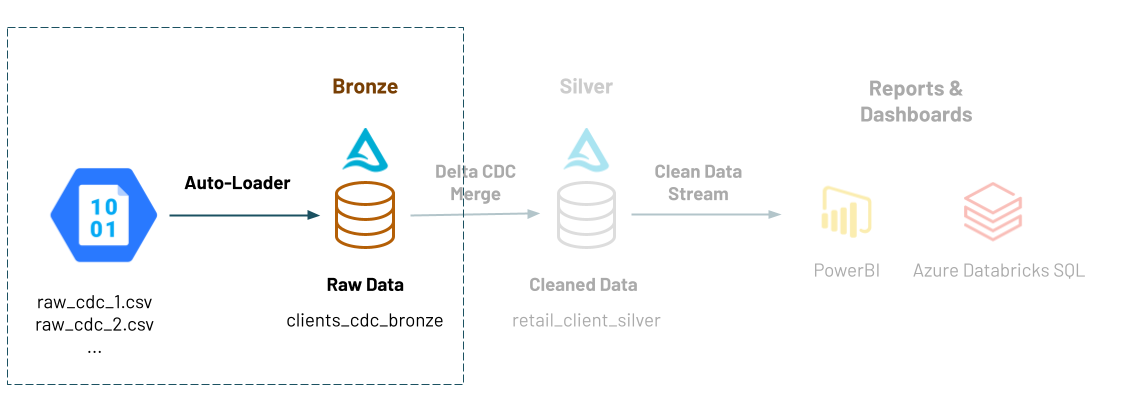 Bronze
Silver
Reports &
Dashboards
10
01
Auto-Loader
Delta CDC
Merge
Clean Data
Stream
raw_cdc_1.csv
raw_cdc_2.csv
...
Raw Data
clients_cdc_bronze
Cleaned Data
retail_client_silver
PowerBI
Azure Databricks SQL